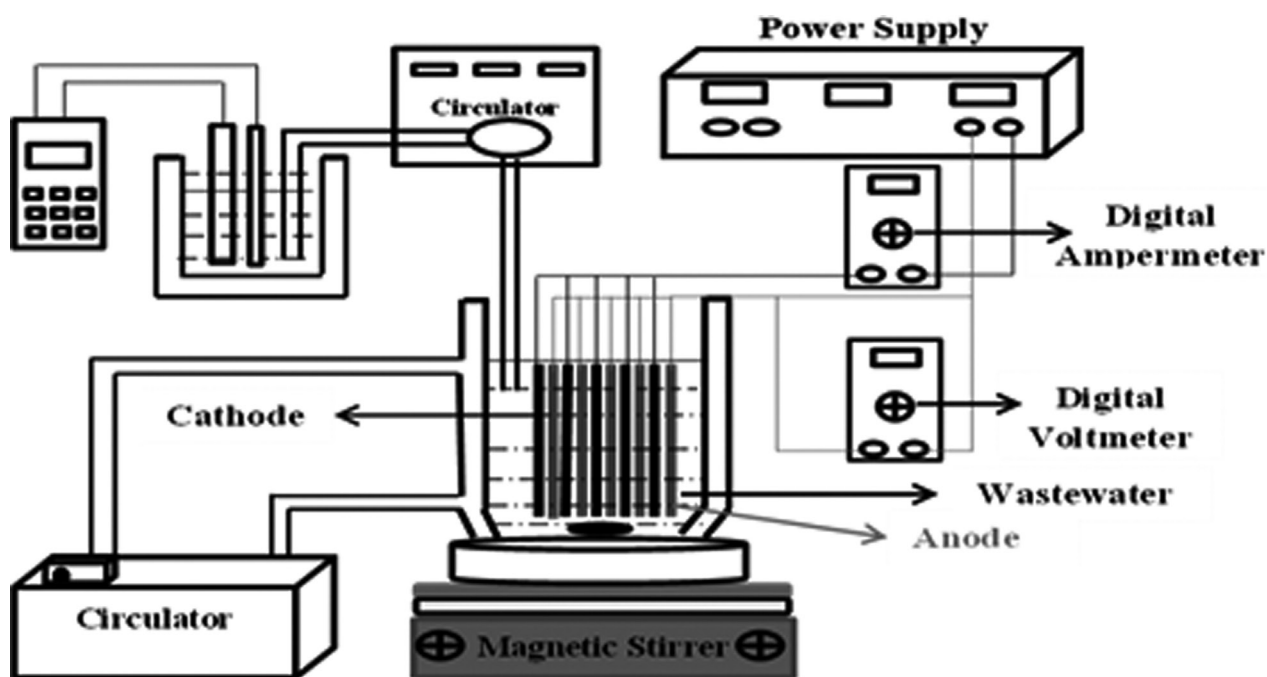 Power Supply
Circulator
Digital
Ampermeter
Cathode
Digital
Voltmeter
Wastewater
Anode
Circulator
Magnetic Stirrer